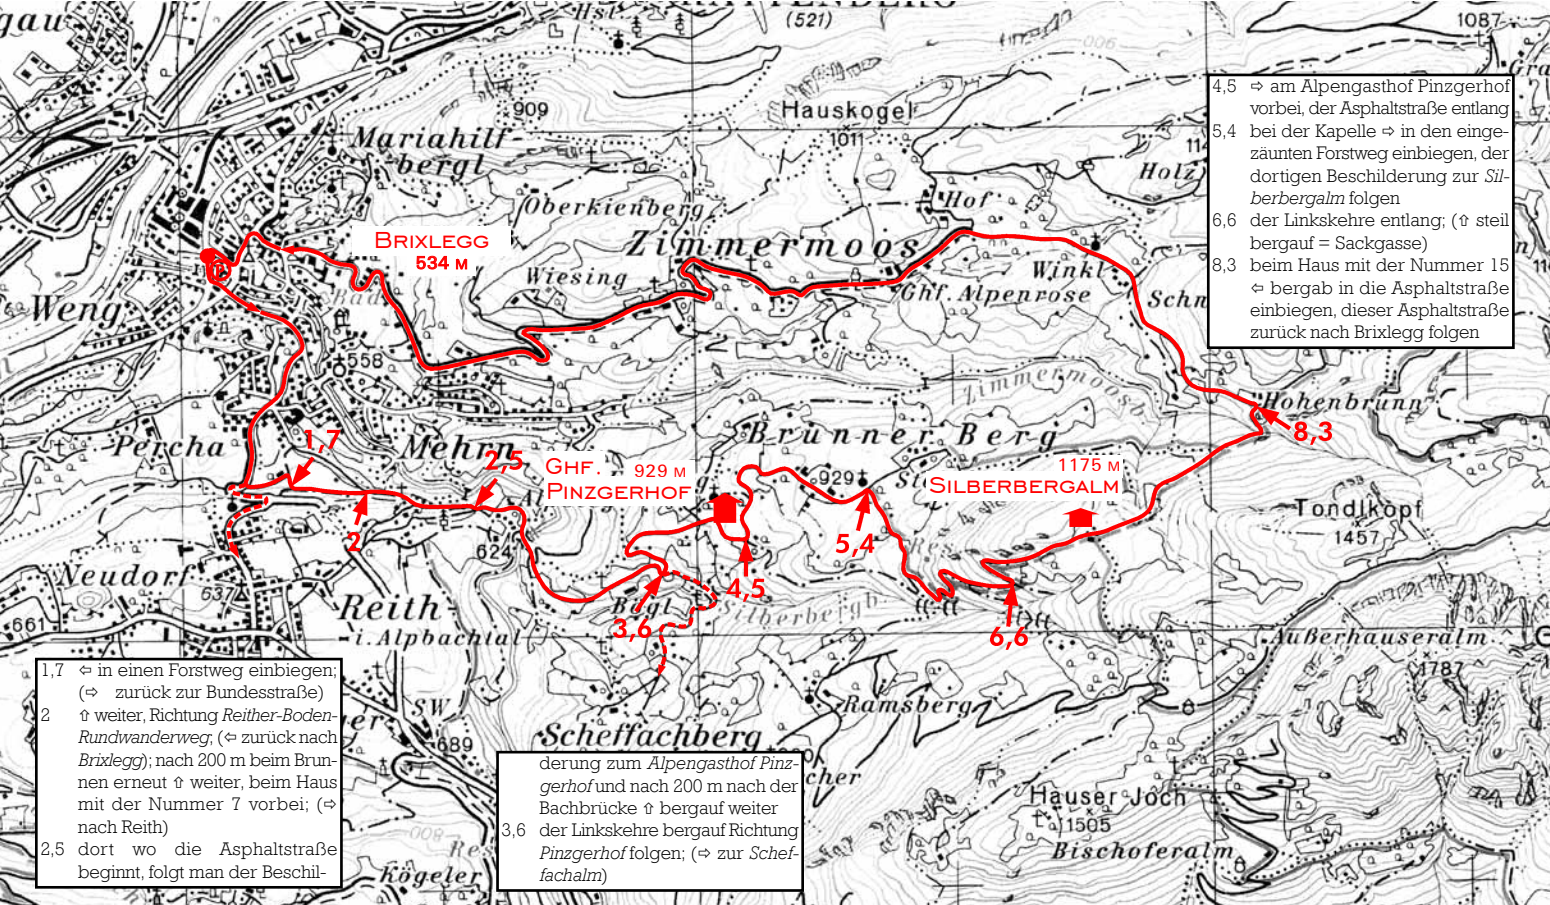 (521)
Hst.
1087
909
Hauskogel
1011
900
Mariahilf
bergl
Holz
Hof
Oberkienberg
Zimmermoos
BRIXLEGG
534 M
Wiesing
Winkl
Ghf. Alpenrose
Weng
Bad
558
Zimmermoosb.
Hohenbrunn
8,3
Percha
Mehrn
1,7
2,5
2
Brunner Berg
GHF. 929 M
PINZGERHOF
929
1175 M
SILBERBERGALM
Tondlkopf
1457
5,4
4,5
624
Neudorf
637
Reith
i. Alpbachtal
661
Bögl
3,6
Silberbergb.
6,6
Außerhauseralm
1787
SW
689
Ramsberg
Scheffachberg
Hauser Joch
1505
Bischoferalm
800
Kögeler
4,5 ⇨ am Alpengasthof Pinzgerhof
vorbei, der Asphaltstraße entlang
5,4 bei der Kapelle ⇨ in den einge-
zäunten Forstweg einbiegen, der
dortigen Beschilderung zur Sil-
berbergalm folgen
6,6 der Linkskehre entlang; (⇧ steil
bergauf = Sackgasse)
8,3 beim Haus mit der Nummer 15
⇦ bergab in die Asphaltstraße
einbiegen, dieser Asphaltstraße
zurück nach Brixlegg folgen
1,7 ⇦ in einen Forstweg einbiegen;
(⇨ zurück zur Bundesstraße)
2 ⇧ weiter, Richtung Reither-Boden-
Rundwanderweg; (⇦ zurück nach
Brixlegg); nach 200 m beim Brun-
nen erneut ⇧ weiter, beim Haus
mit der Nummer 7 vorbei; (⇨
nach Reith)
2,5 dort wo die Asphaltstraße
beginnt, folgt man der Beschil-
derung zum Alpengasthof Pinz-
gerhof und nach 200 m nach der
Bachbrücke ⇧ bergauf weiter
3,6 der Linkskehre bergauf Richtung
Pinzgerhof folgen; (⇨ zur Schef-
fachalm)